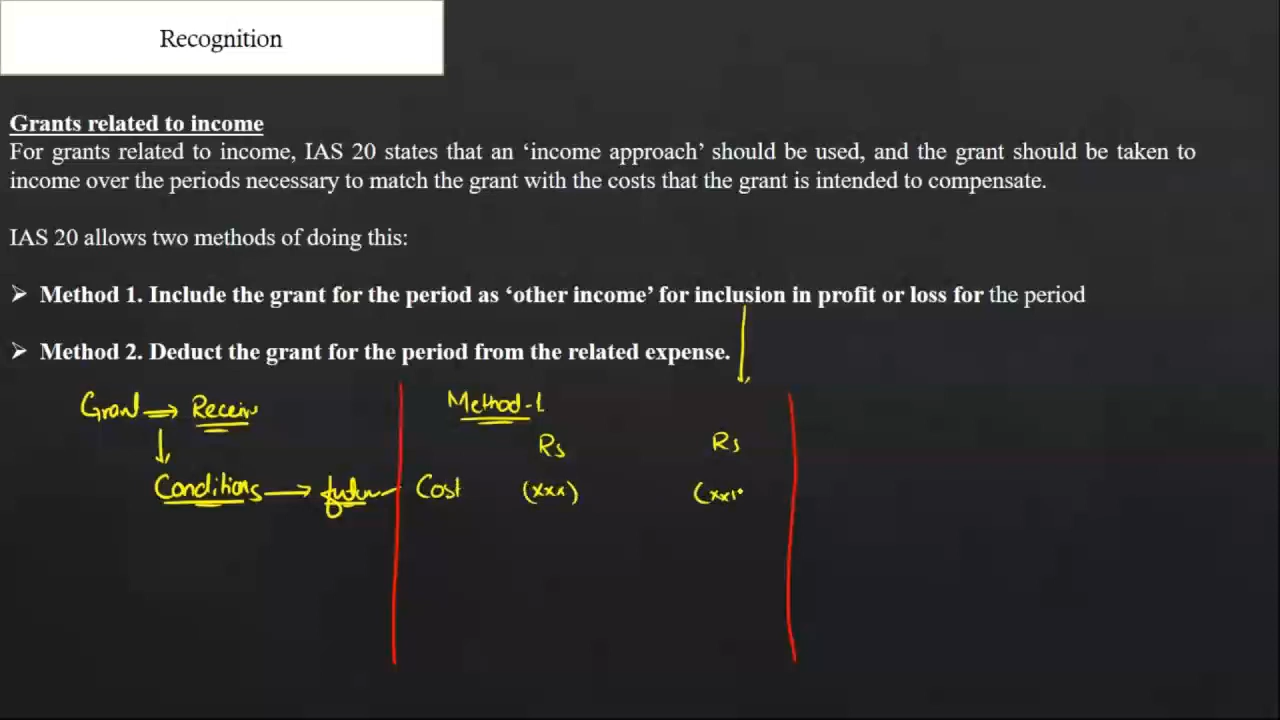 Recognition
Grants related to income
For grants related to income, IAS 20 states that an ‘income approach’ should be used, and the grant should be taken to
income over the periods necessary to match the grant with the costs that the grant is intended to compensate.
IAS 20 allows two methods of doing this:
➢ Method 1. Include the grant for the period as ‘other income’ for inclusion in profit or loss for the period
➢ Method 2. Deduct the grant for the period from the related expense.
Grant → Receiv
Method-1
Rs Rs
Conditions → future
Cost (xxx) (xxx